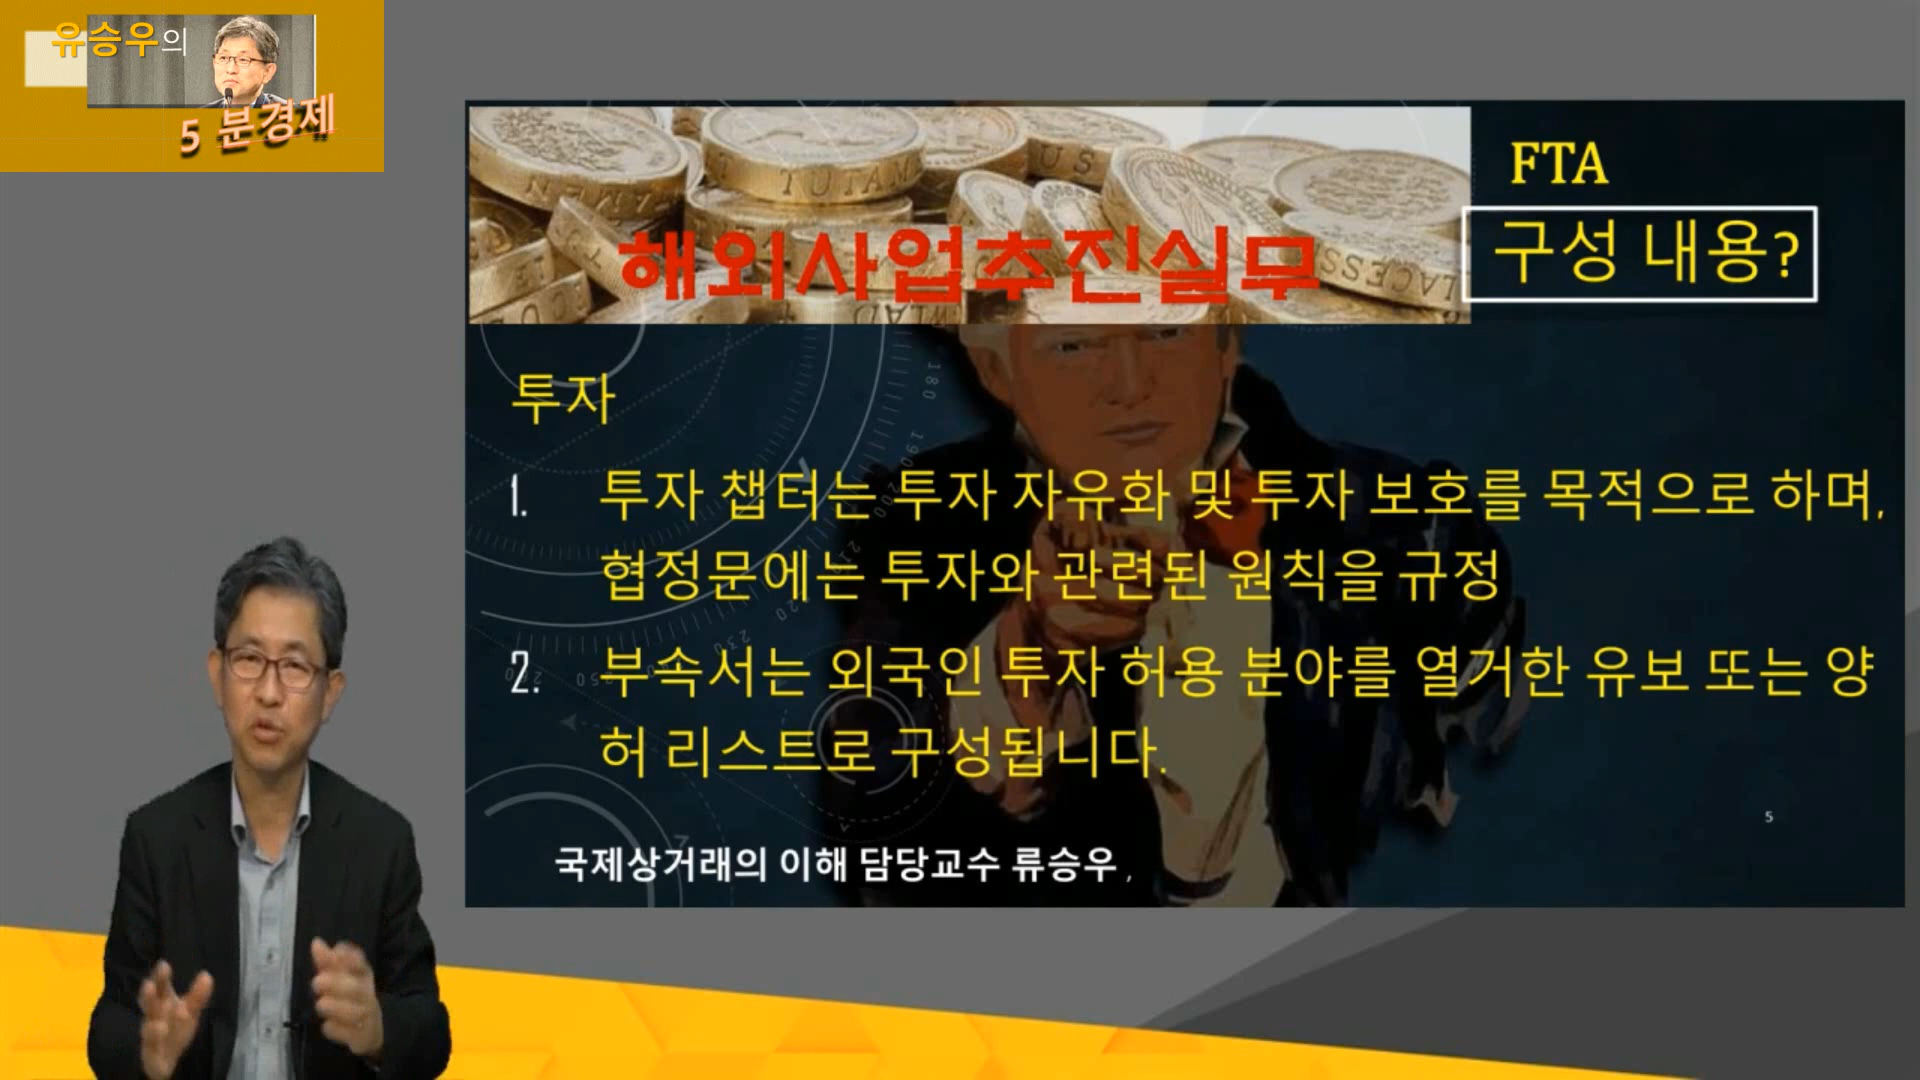 유승우의
5 분경제
해외사업추진실무
FTA
구성 내용?
투자
1. 투자 챕터는 투자 자유화 및 투자 보호를 목적으로 하며,
협정문에는 투자와 관련된 원칙을 규정
2. 부속서는 외국인 투자 허용 분야를 열거한 유보 또는 양
허 리스트로 구성됩니다.
5
국제상거래의 이해 담당교수 류승우 ,